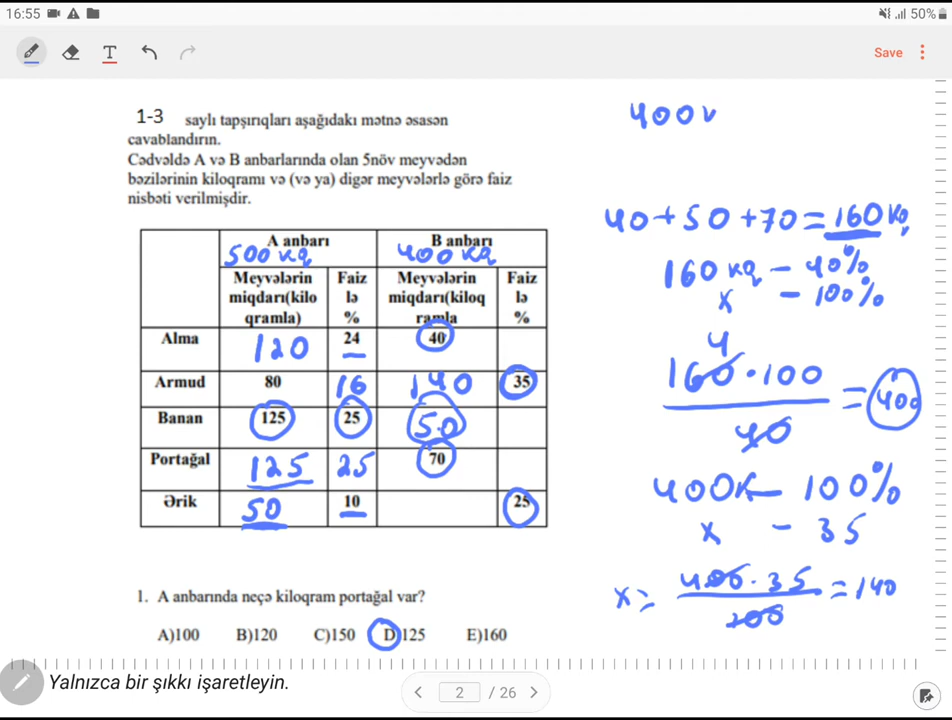 16:55 50%
T Save
1-3 saylı tapşırıqları aşağıdakı mətnə əsasən
cavablandırın.
Cədvəldə A və B anbarlarında olan 5növ meyvədən
bəzilərinin kiloqramı və (və ya) digər meyvələrlə görə faiz
nisbəti verilmişdir.
A anbarı B anbarı
500 kq 400 kq
Meyvələrin miqdarı(kilo qramla) Faiz lə % Meyvələrin miqdarı(kiloq ramla Faiz lə %
Alma 120 24 40
Armud 80 16 140 35
Banan 125 25 50
Portağal 125 25 70
Ərik 50 10 25
1. A anbarında neçə kiloqram portağal var?
A)100 B)120 C)150 D)125 E)160
400
40+50+70=160 kq
160 kq - 40%
x - 100%
4
160·100
= 400
40
400k - 100%
x - 35
x= 400·35 = 140
100
Yalnızca bir şıkkı işaretleyin.
2 / 26